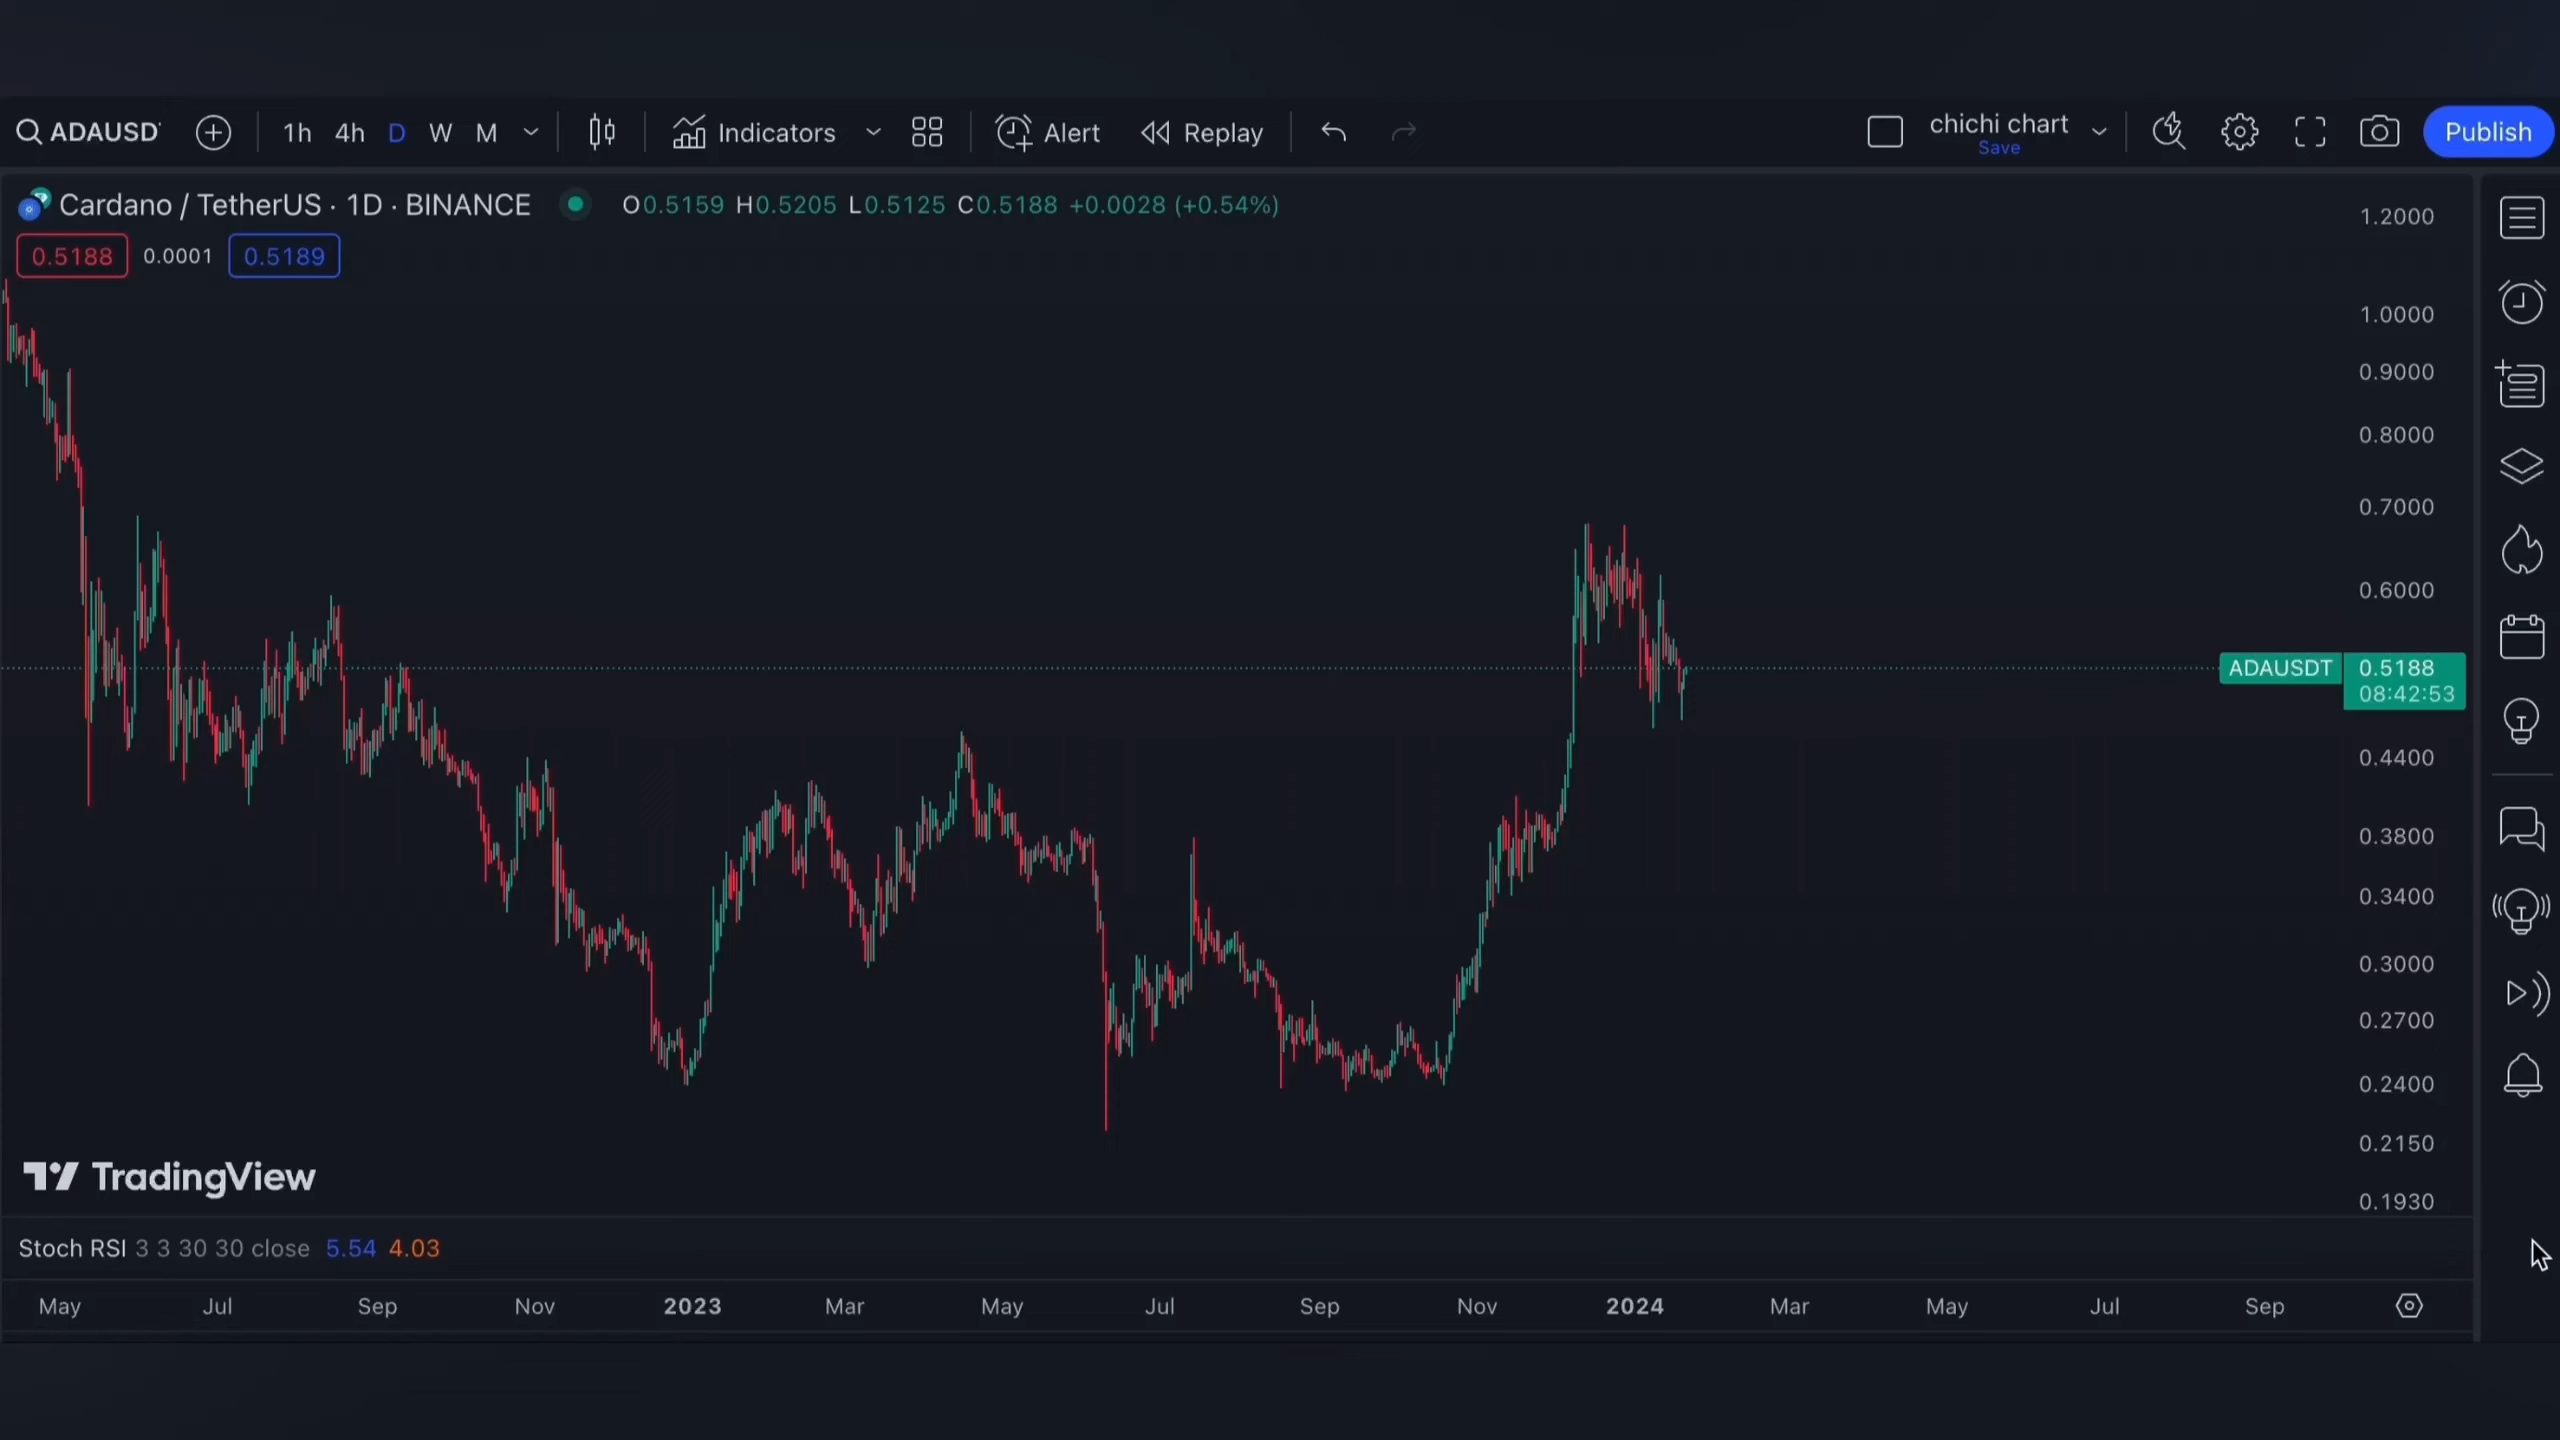 ADAUSD 1h 4h D W M Indicators Alert Replay chichi chart Publish
Save
Cardano / TetherUS · 1D · BINANCE O0.5159 H0.5205 L0.5125 C0.5188 +0.0028 (+0.54%)
0.5188 0.0001 0.5189
1.2000
1.0000
0.9000
0.8000
0.7000
0.6000
ADAUSDT 0.5188
08:42:53
0.4400
0.3800
0.3400
0.3000
0.2700
0.2400
0.2150
TradingView
0.1930
Stoch RSI 3 3 30 30 close 5.54 4.03
May Jul Sep Nov 2023 Mar May Jul Sep Nov 2024 Mar May Jul Sep